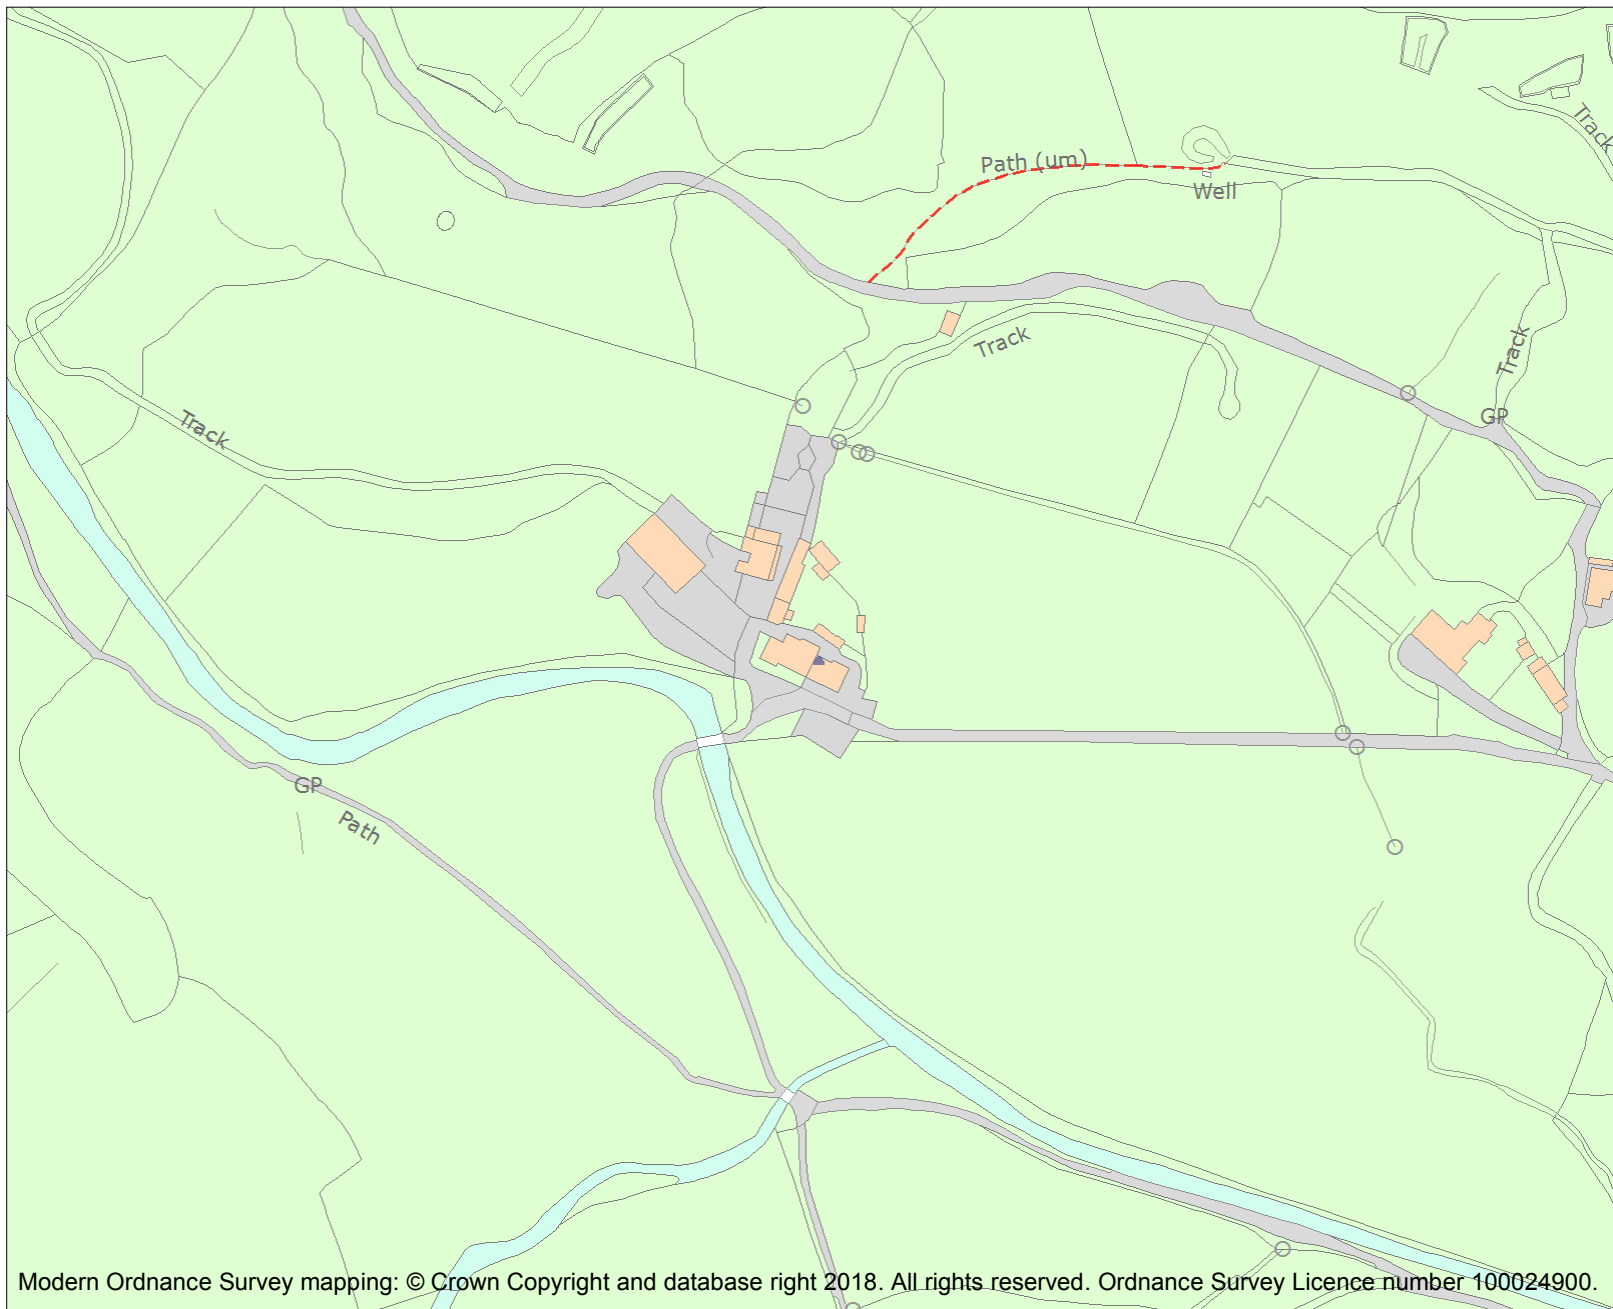 Track
Path (um)
Well
Track
Track
GP
Track
GP
Path
Modern Ordnance Survey mapping: © Crown Copyright and database right 2018. All rights reserved. Ordnance Survey Licence number 100024900.